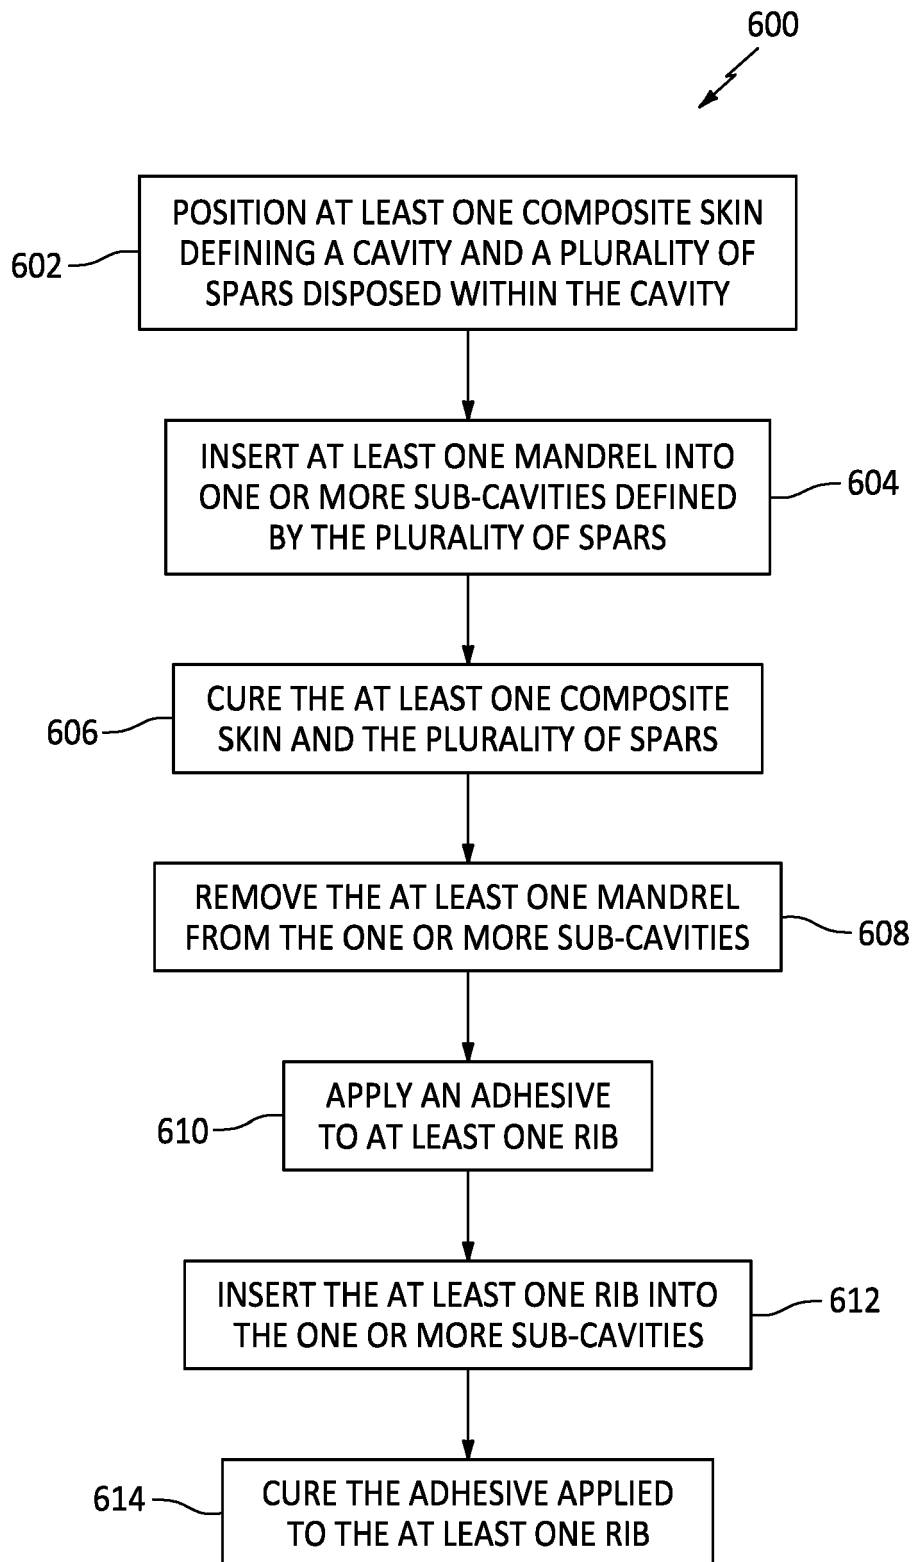 600
POSITION AT LEAST ONE COMPOSITE SKIN
DEFINING A CAVITY AND A PLURALITY OF
SPARS DISPOSED WITHIN THE CAVITY
602
INSERT AT LEAST ONE MANDREL INTO
ONE OR MORE SUB-CAVITIES DEFINED
BY THE PLURALITY OF SPARS
604
CURE THE AT LEAST ONE COMPOSITE
SKIN AND THE PLURALITY OF SPARS
606
REMOVE THE AT LEAST ONE MANDREL
FROM THE ONE OR MORE SUB-CAVITIES
608
APPLY AN ADHESIVE
TO AT LEAST ONE RIB
610
INSERT THE AT LEAST ONE RIB INTO
THE ONE OR MORE SUB-CAVITIES
612
CURE THE ADHESIVE APPLIED
TO THE AT LEAST ONE RIB
614